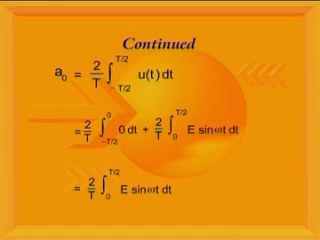 Continued
a₀ = 2/T ∫_{-T/2}^{T/2} u(t) dt
= 2/T ∫_{-T/2}^{0} 0 dt + 2/T ∫_{0}^{T/2} E sinωt dt
= 2/T ∫_{0}^{T/2} E sinωt dt